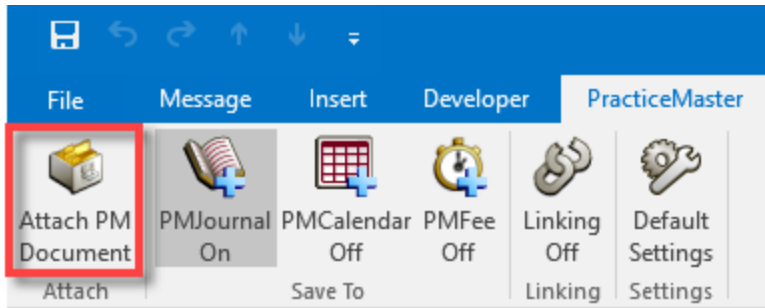 File Message Insert Developer PracticeMaster
Attach PM PMJournal PMCalendar PMFee Linking Default
Document On Off Off Off Settings
Attach Save To Linking Settings